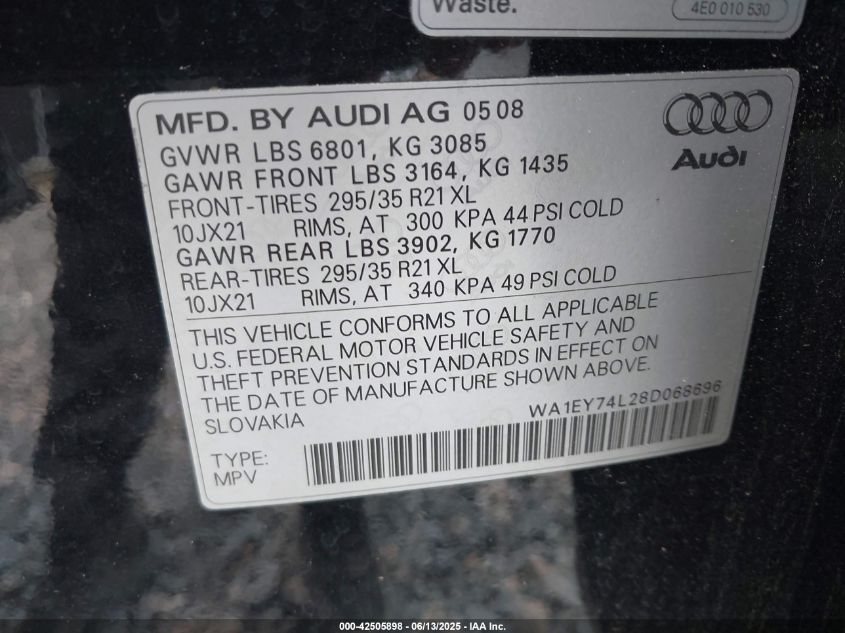 Waste.
4E0 010 530
MFD. BY AUDI AG 05 08
GVWR LBS 6801, KG 3085
GAWR FRONT LBS 3164, KG 1435
FRONT-TIRES 295/35 R21 XL
10JX21 RIMS, AT 300 KPA 44 PSI COLD
GAWR REAR LBS 3902, KG 1770
REAR-TIRES 295/35 R21 XL
10JX21 RIMS, AT 340 KPA 49 PSI COLD
Audi
THIS VEHICLE CONFORMS TO ALL APPLICABLE
U.S. FEDERAL MOTOR VEHICLE SAFETY AND
THEFT PREVENTION STANDARDS IN EFFECT ON
THE DATE OF MANUFACTURE SHOWN ABOVE.
SLOVAKIA
WA1EY74L28D068696
TYPE:
MPV
000-42505898 - 06/13/2025 - IAA Inc.